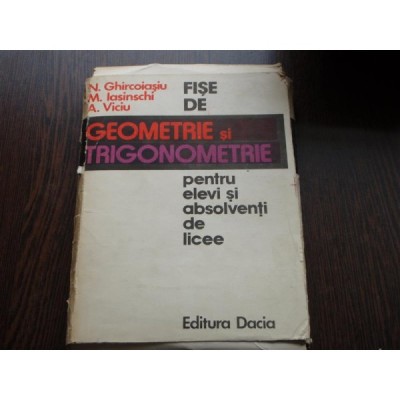 N. Ghircoiașiu
M. Iasinschi
A. Viciu
FIȘE
DE
GEOMETRIE și
TRIGONOMETRIE
pentru
elevi și
absolvenți
de
licee
Editura Dacia